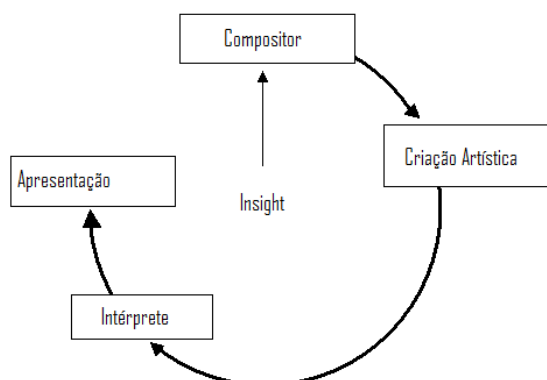 Compositor
Criação Artística
Apresentação
Insight
Intérprete